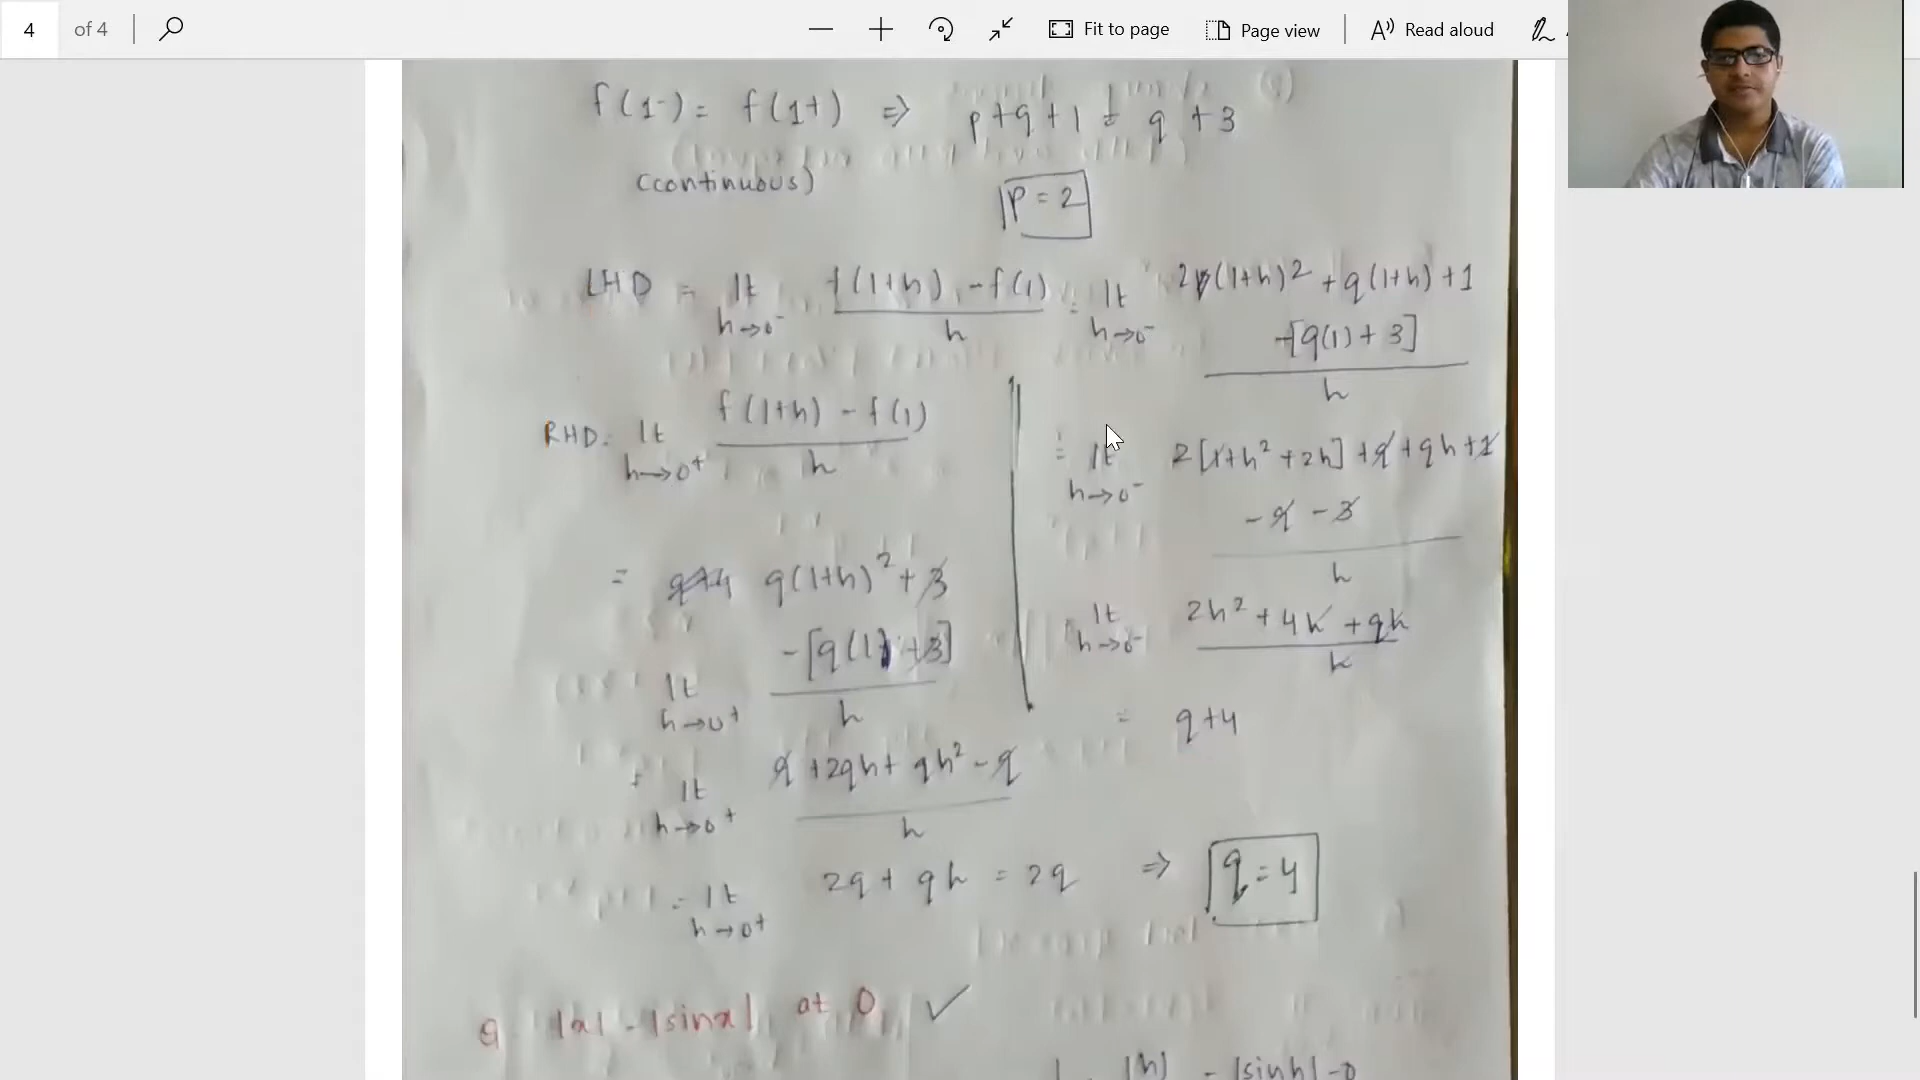 4 of 4 Fit to page Page view Read aloud
f(1-) = f(1+) => p+q+1 = q+3
(continuous)
p = 2
LHD = lt f(1+h) - f(1) = lt 2p(1+h)2 + q(1+h) + 1
h→0- h h→0- -[q(1) + 3]
h
RHD = lt f(1+h) - f(1)
h→0+ h
= lt 2[1+h2+2h] + q + qh + 1
h→0- - q - 3
h
= q(1+h)2 + 3
-[q(1) + 3]
lt
h→0+ h
lt 2h2 + 4h + qh
h→0- h
= q+4
= lt q + 2qh + qh2 - q
h→0+ h
= lt 2q + qh = 2q => q = 4
h→0+
Q |x| - |sinx| at 0 ✓
|h| - |sinh| - 0